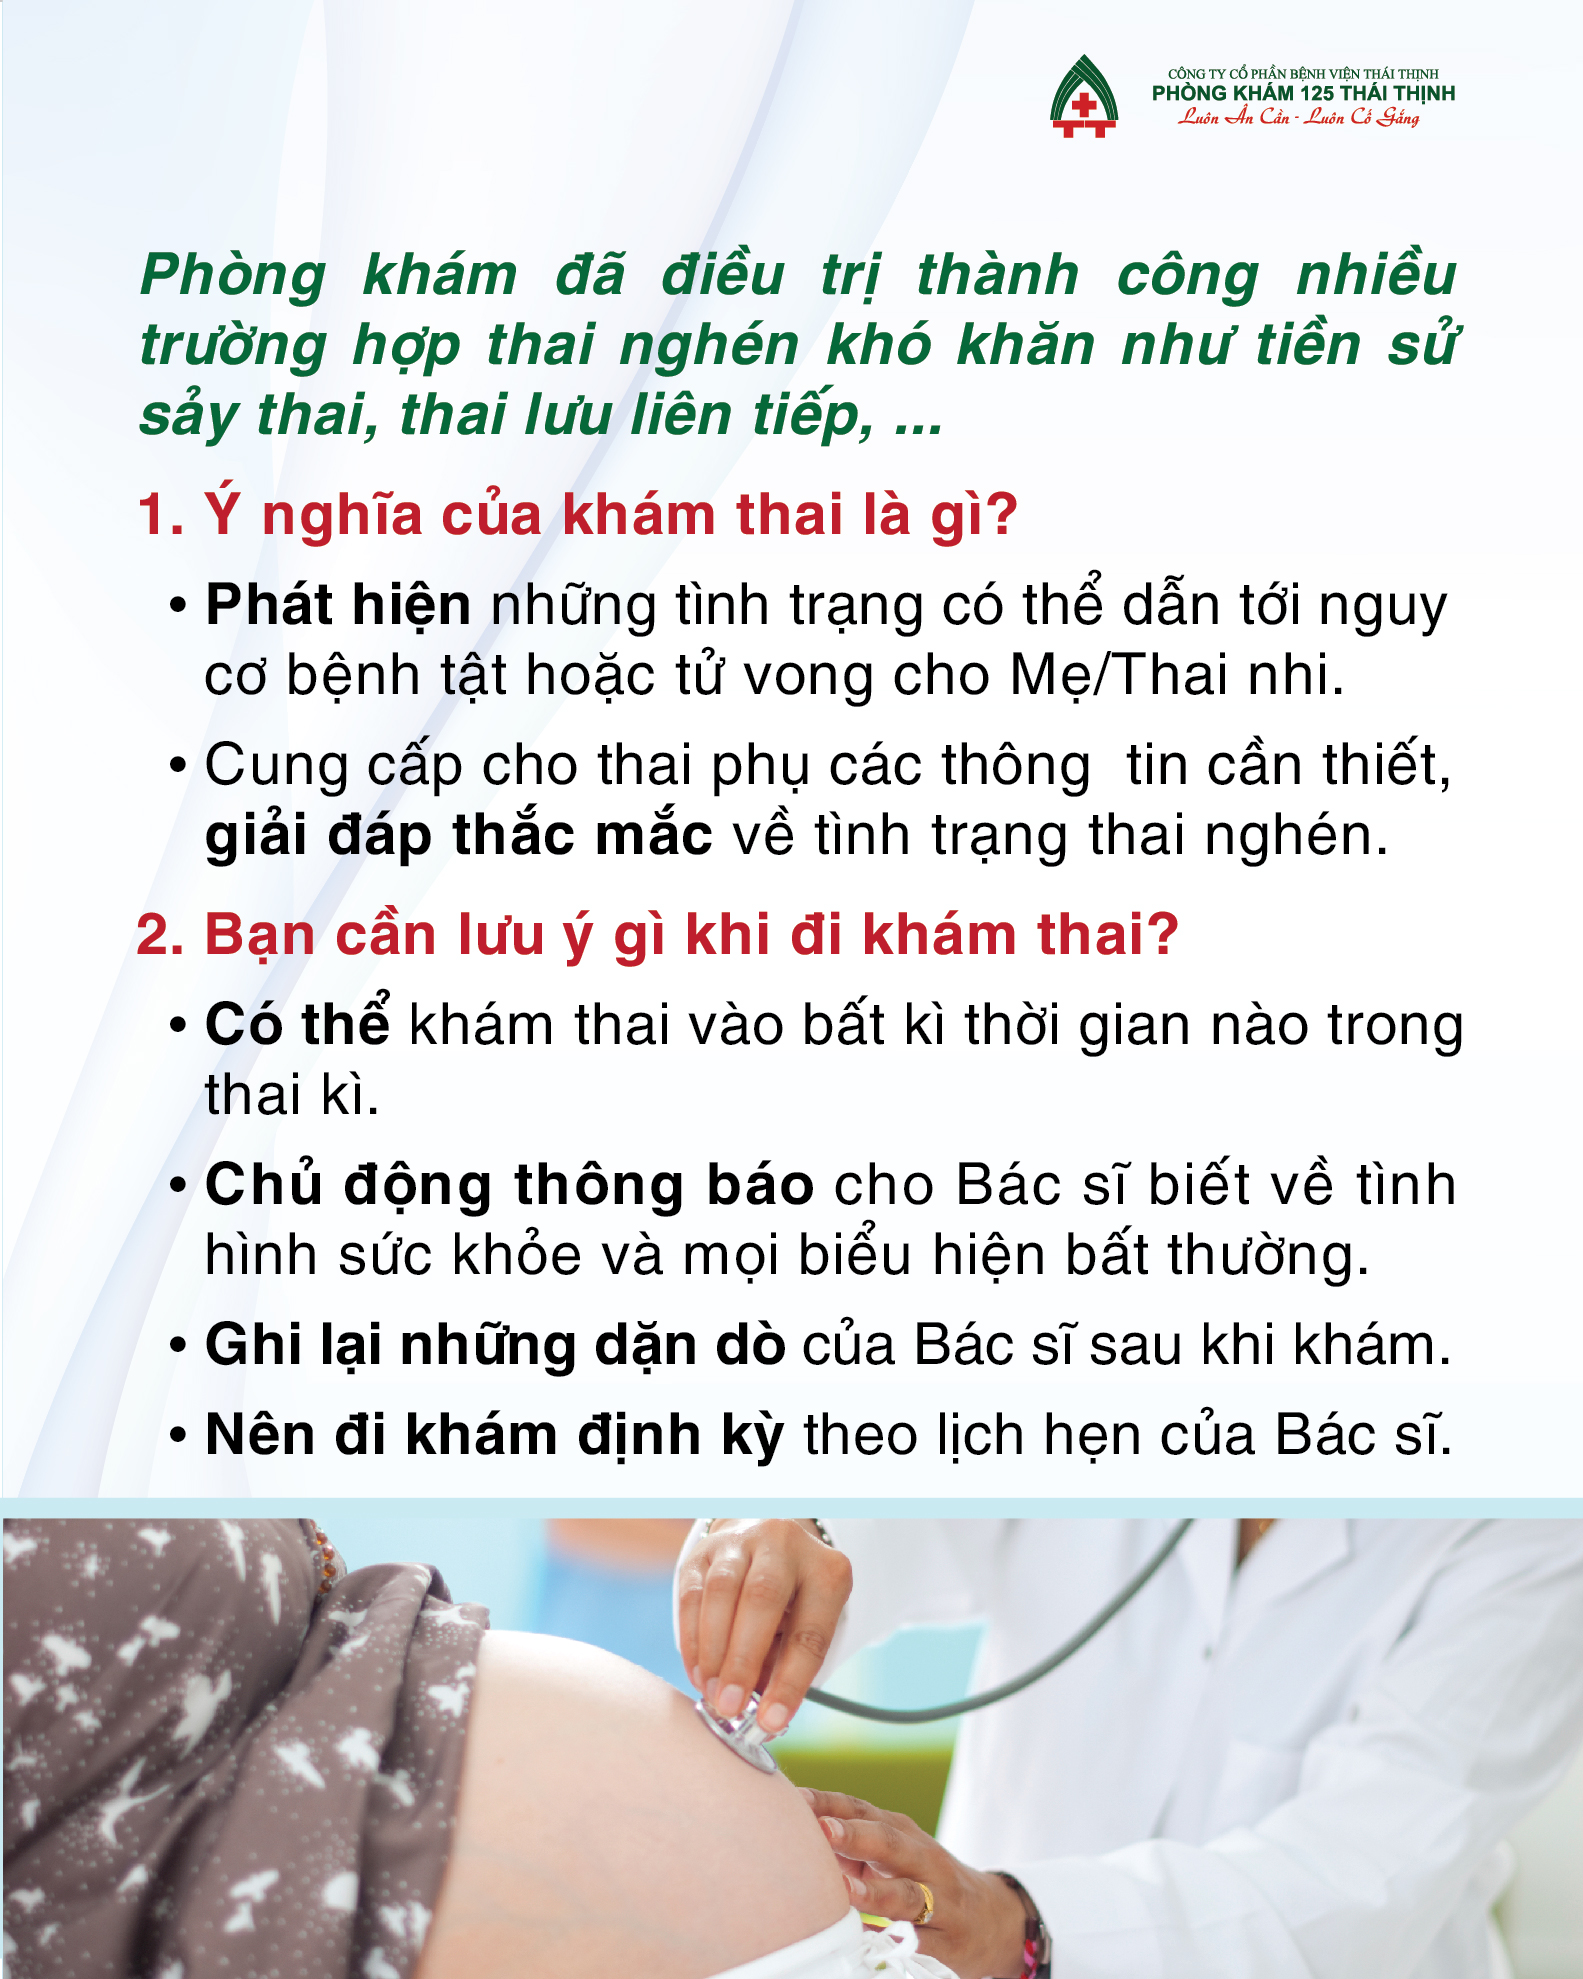 CÔNG TY CỔ PHẦN BỆNH VIỆN THÁI THỊNH
PHÒNG KHÁM 125 THÁI THỊNH
Luôn Ân Cần - Luôn Cố Gắng
Phòng khám đã điều trị thành công nhiều
trường hợp thai nghén khó khăn như tiền sử
sảy thai, thai lưu liên tiếp, ...
1. Ý nghĩa của khám thai là gì?
• Phát hiện những tình trạng có thể dẫn tới nguy
cơ bệnh tật hoặc tử vong cho Mẹ/Thai nhi.
• Cung cấp cho thai phụ các thông  tin cần thiết,
giải đáp thắc mắc về tình trạng thai nghén.
2. Bạn cần lưu ý gì khi đi khám thai?
• Có thể khám thai vào bất kì thời gian nào trong
thai kì.
• Chủ động thông báo cho Bác sĩ biết về tình
hình sức khỏe và mọi biểu hiện bất thường.
• Ghi lại những dặn dò của Bác sĩ sau khi khám.
• Nên đi khám định kỳ theo lịch hẹn của Bác sĩ.